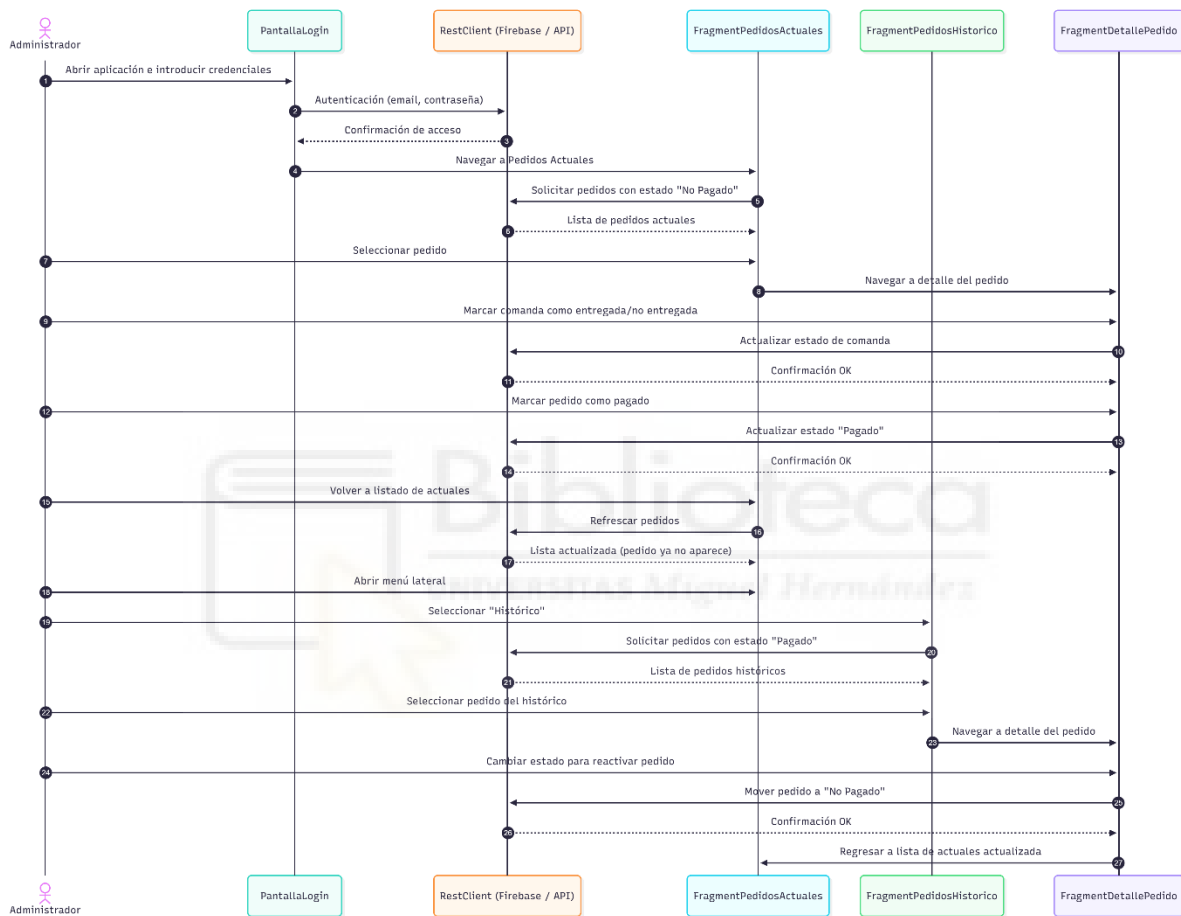 Administrador
PantallaLogin
RestClient (Firebase / API)
FragmentPedidosActuales
FragmentPedidosHistorico
FragmentDetallePedido
1 Abrir aplicación e introducir credenciales
2 Autenticación (email, contraseña)
3 Confirmación de acceso
4 Navegar a Pedidos Actuales
5 Solicitar pedidos con estado "No Pagado"
6 Lista de pedidos actuales
7 Seleccionar pedido
8 Navegar a detalle del pedido
9 Marcar comanda como entregada/no entregada
10 Actualizar estado de comanda
11 Confirmación OK
12 Marcar pedido como pagado
13 Actualizar estado "Pagado"
14 Confirmación OK
15 Volver a listado de actuales
16 Refrescar pedidos
17 Lista actualizada (pedido ya no aparece)
18 Abrir menú lateral
19 Seleccionar "Histórico"
20 Solicitar pedidos con estado "Pagado"
21 Lista de pedidos históricos
22 Seleccionar pedido del histórico
23 Navegar a detalle del pedido
24 Cambiar estado para reactivar pedido
25 Mover pedido a "No Pagado"
26 Confirmación OK
27 Regresar a lista de actuales actualizada
Administrador
PantallaLogin
RestClient (Firebase / API)
FragmentPedidosActuales
FragmentPedidosHistorico
FragmentDetallePedido
Biblioteca
UNIVERSITAS Miguel Hernández